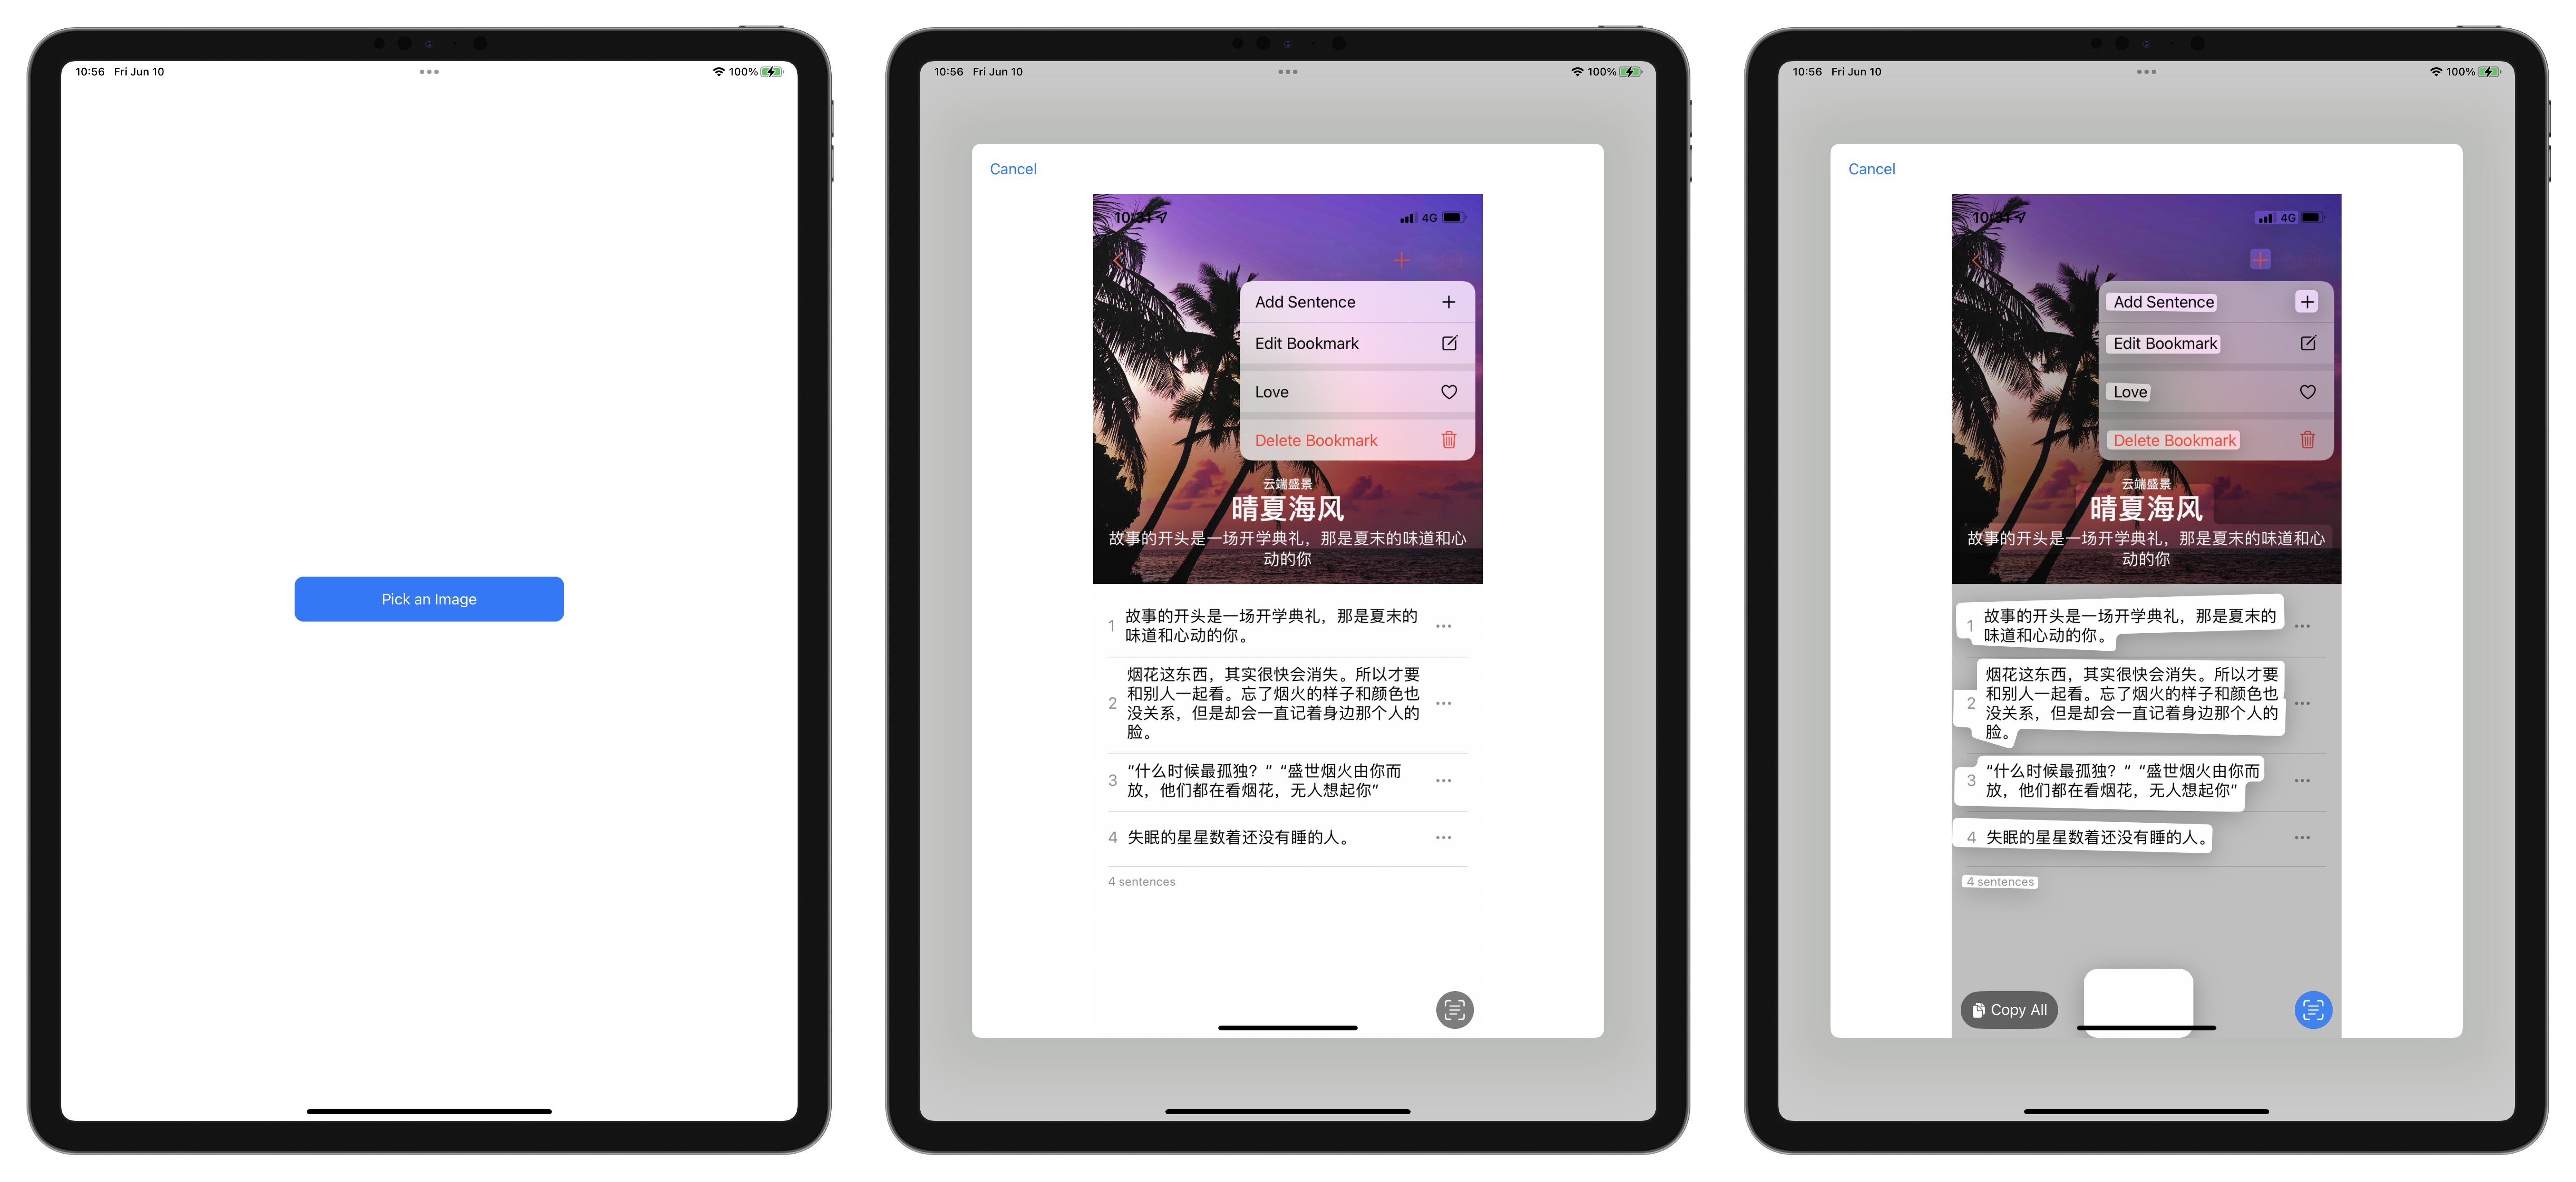 10:56 Fri Jun 10
100%
Pick an Image
10:56 Fri Jun 10
100%
Cancel
10:31
4G
Add Sentence
Edit Bookmark
Love
Delete Bookmark
云端盛景
晴夏海风
故事的开头是一场开学典礼，那是夏末的味道和心
动的你
1 故事的开头是一场开学典礼，那是夏末的
味道和心动的你。
2 烟花这东西，其实很快会消失。所以才要
和别人一起看。忘了烟火的样子和颜色也
没关系，但是却会一直记着身边那个人的
脸。
3 “什么时候最孤独？” “盛世烟火由你而
放，他们都在看烟花，无人想起你”
4 失眠的星星数着还没有睡的人。
4 sentences
10:56 Fri Jun 10
100%
Cancel
10:31
4G
Add Sentence
Edit Bookmark
Love
Delete Bookmark
云端盛景
晴夏海风
故事的开头是一场开学典礼，那是夏末的味道和心
动的你
1 故事的开头是一场开学典礼，那是夏末的
味道和心动的你。
2 烟花这东西，其实很快会消失。所以才要
和别人一起看。忘了烟火的样子和颜色也
没关系，但是却会一直记着身边那个人的
脸。
3 “什么时候最孤独？” “盛世烟火由你而
放，他们都在看烟花，无人想起你”
4 失眠的星星数着还没有睡的人。
4 sentences
Copy All